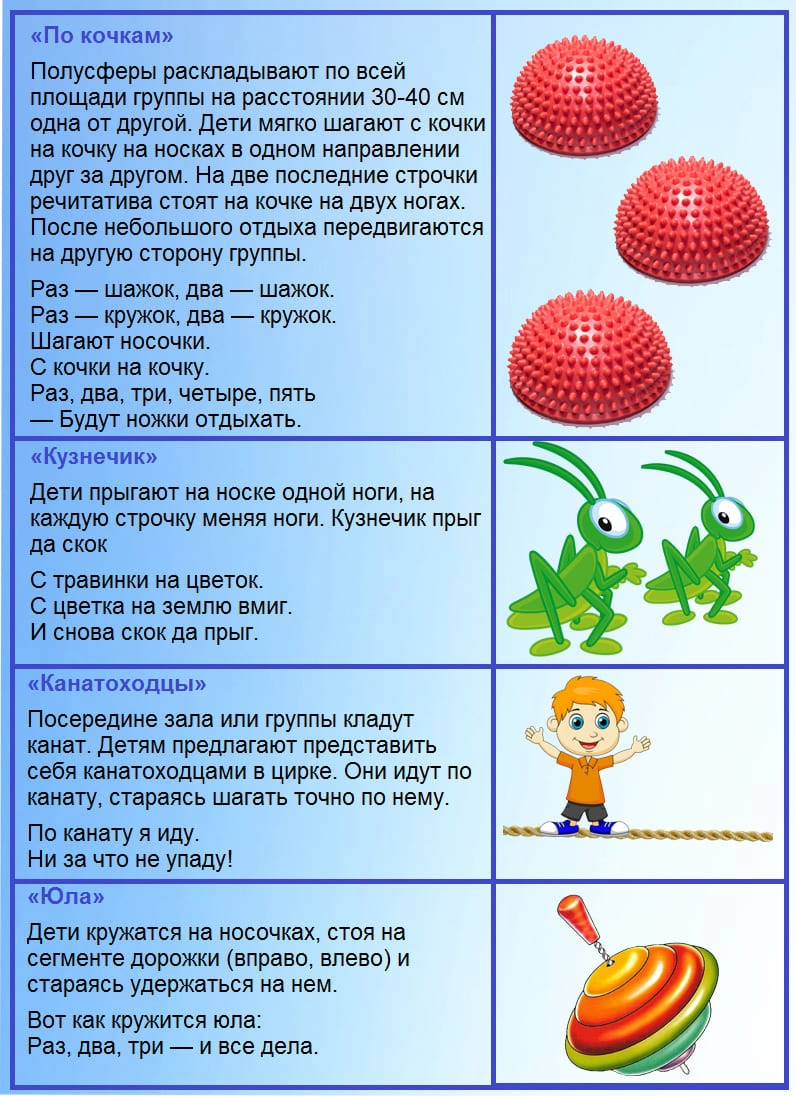 «По кочкам»
Полусферы раскладывают по всей
площади группы на расстоянии 30-40 см
одна от другой. Дети мягко шагают с кочки
на кочку на носках в одном направлении
друг за другом. На две последние строчки
речитатива стоят на кочке на двух ногах.
После небольшого отдыха передвигаются
на другую сторону группы.
Раз — шажок, два — шажок.
Раз — кружок, два — кружок.
Шагают носочки.
С кочки на кочку.
Раз, два, три, четыре, пять
— Будут ножки отдыхать.
«Кузнечик»
Дети прыгают на носке одной ноги, на
каждую строчку меняя ноги. Кузнечик прыг
да скок
С травинки на цветок.
С цветка на землю вмиг.
И снова скок да прыг.
«Канатоходцы»
Посередине зала или группы кладут
канат. Детям предлагают представить
себя канатоходцами в цирке. Они идут по
канату, стараясь шагать точно по нему.
По канату я иду.
Ни за что не упаду!
«Юла»
Дети кружатся на носочках, стоя на
сегменте дорожки (вправо, влево) и
стараясь удержаться на нем.
Вот как кружится юла:
Раз, два, три — и все дела.